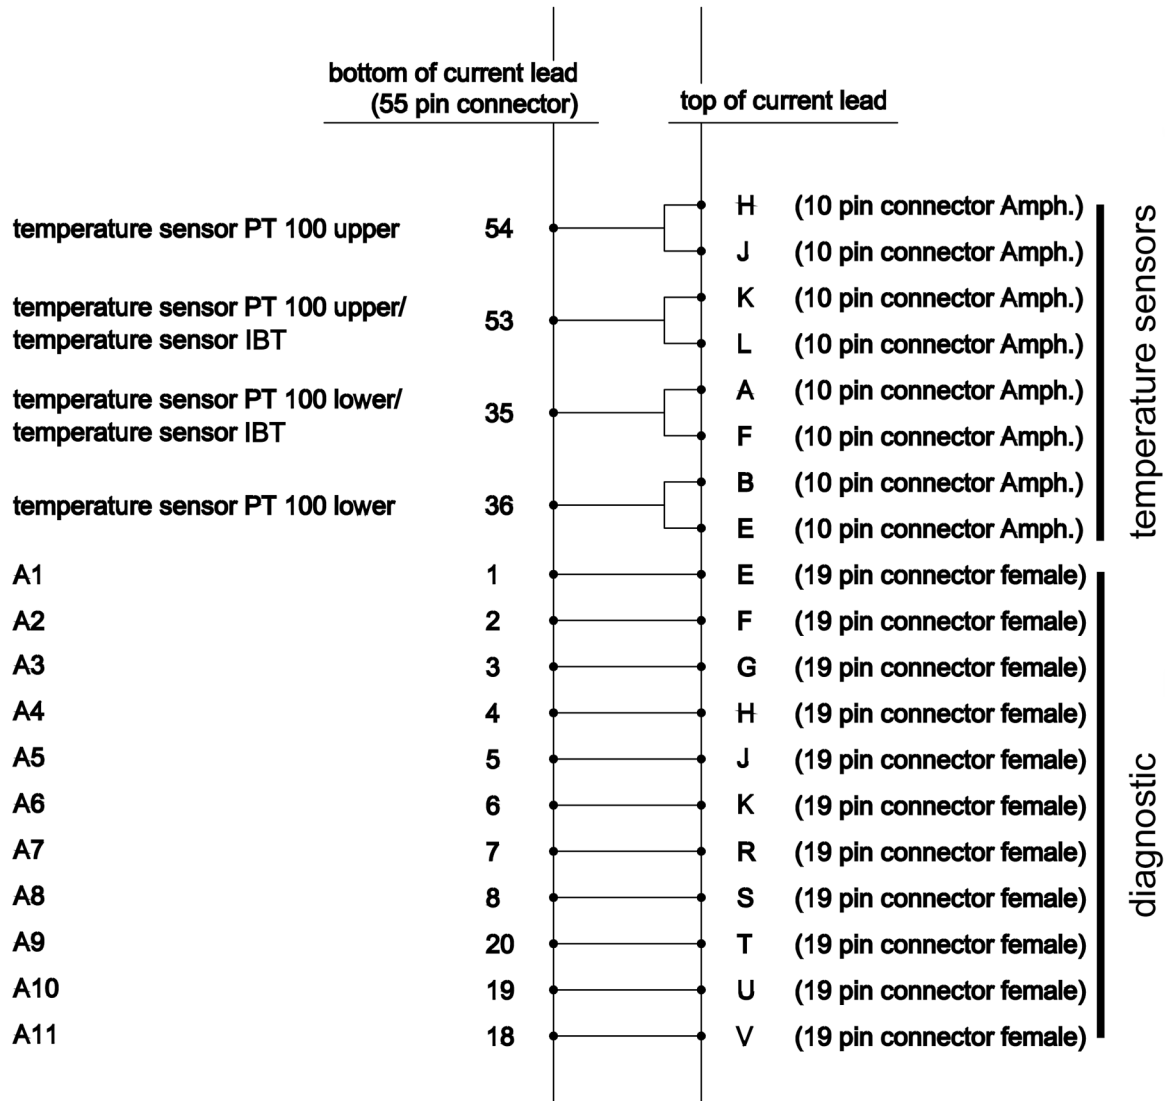 bottom of current lead
(55 pin connector)
top of current lead
temperature sensor PT 100 upper 54 H (10 pin connector Amph.)
J (10 pin connector Amph.)
temperature sensor PT 100 upper/
temperature sensor IBT 53 K (10 pin connector Amph.)
L (10 pin connector Amph.)
temperature sensor PT 100 lower/
temperature sensor IBT 35 A (10 pin connector Amph.)
F (10 pin connector Amph.)
temperature sensor PT 100 lower 36 B (10 pin connector Amph.)
E (10 pin connector Amph.)
temperature sensors
A1 1 E (19 pin connector female)
A2 2 F (19 pin connector female)
A3 3 G (19 pin connector female)
A4 4 H (19 pin connector female)
A5 5 J (19 pin connector female)
A6 6 K (19 pin connector female)
A7 7 R (19 pin connector female)
A8 8 S (19 pin connector female)
A9 20 T (19 pin connector female)
A10 19 U (19 pin connector female)
A11 18 V (19 pin connector female)
diagnostic